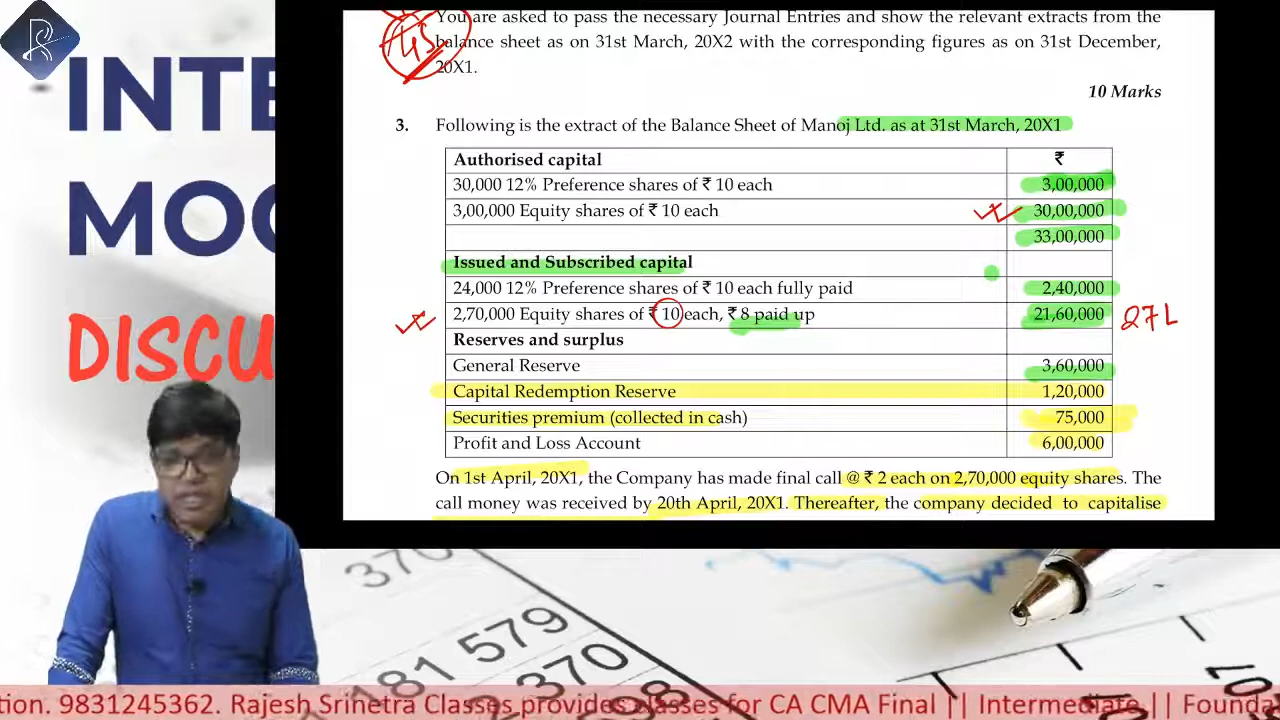 INTE
MOC
DISCU
You are asked to pass the necessary Journal Entries and show the relevant extracts from the
balance sheet as on 31st March, 20X2 with the corresponding figures as on 31st December,
20X1.
10 Marks
3. Following is the extract of the Balance Sheet of Manoj Ltd. as at 31st March, 20X1
Authorised capital ₹
30,000 12% Preference shares of ₹ 10 each 3,00,000
3,00,000 Equity shares of ₹ 10 each 30,00,000
33,00,000
Issued and Subscribed capital
24,000 12% Preference shares of ₹ 10 each fully paid 2,40,000
2,70,000 Equity shares of ₹ 10 each, ₹ 8 paid up 21,60,000 27L
Reserves and surplus
General Reserve 3,60,000
Capital Redemption Reserve 1,20,000
Securities premium (collected in cash) 75,000
Profit and Loss Account 6,00,000
On 1st April, 20X1, the Company has made final call @ ₹ 2 each on 2,70,000 equity shares. The
call money was received by 20th April, 20X1. Thereafter, the company decided to capitalise
370
181 579
370
tion. 9831245362. Rajesh Srihetra Classes provides classes for CA CMA Final || Intermediate || Founda